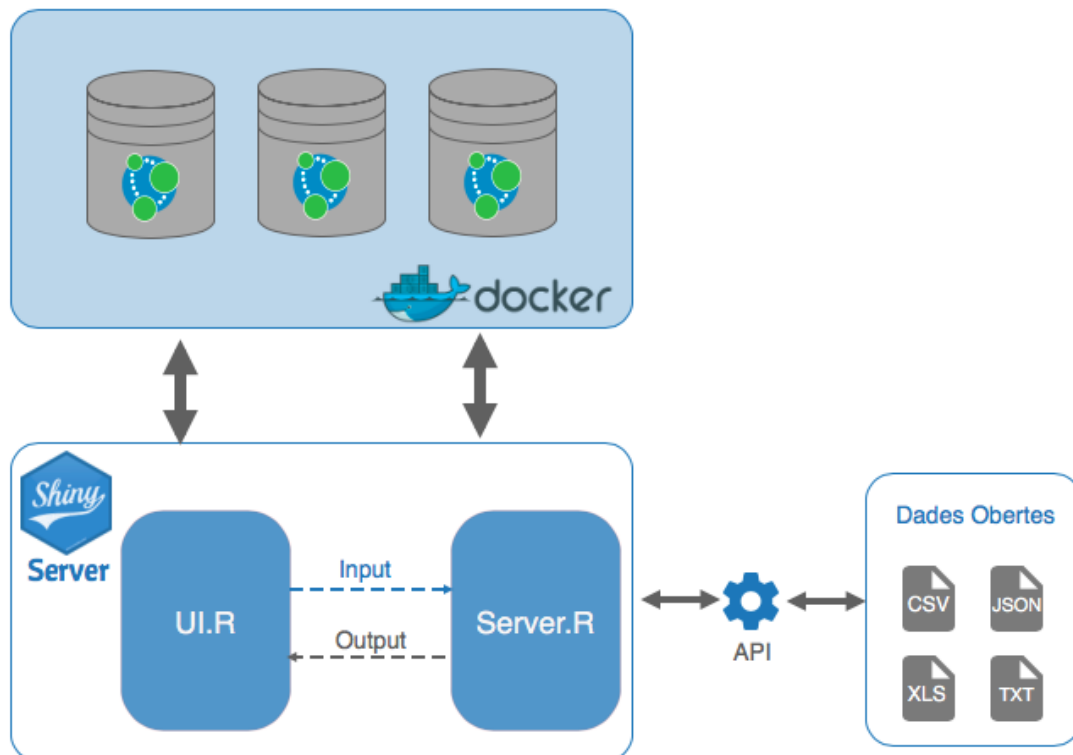 docker
Shiny
Server
UI.R
Input
Output
Server.R
API
Dades Obertes
CSV
JSON
XLS
TXT